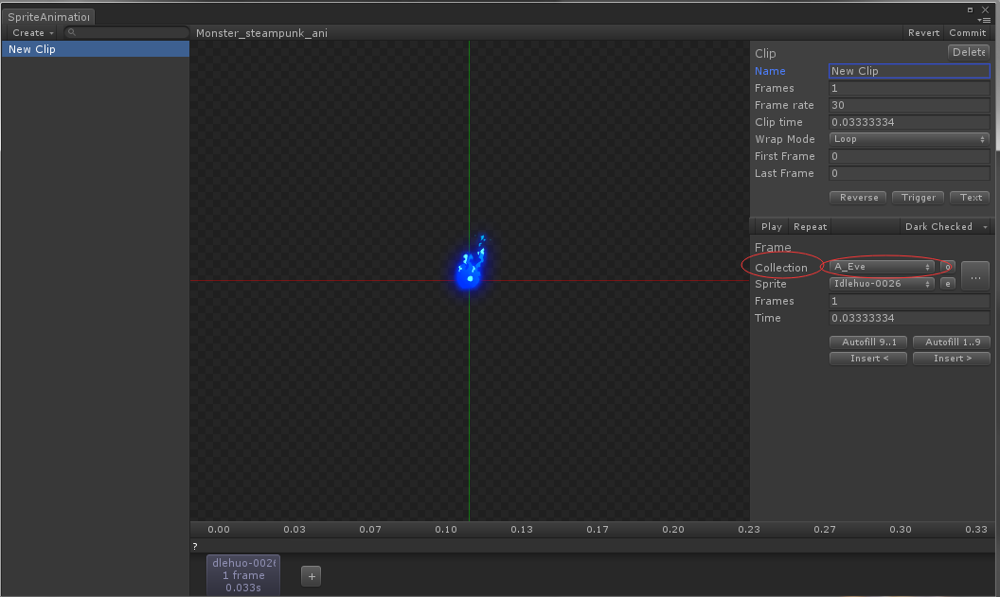 SpriteAnimation
Create
Monster_steampunk_ani
Revert Commit
New Clip
Clip Delete
Name New Clip
Frames 1
Frame rate 30
Clip time 0.03333334
Wrap Mode Loop
First Frame 0
Last Frame 0
Reverse Trigger Text
Play Repeat Dark Checked
Frame
Collection A_Eve o
...
Sprite Idlehuo-0026 e
Frames 1
Time 0.03333334
Autofill 9..1 Autofill 1..9
Insert < Insert >
0.00 0.03 0.07 0.10 0.13 0.17 0.20 0.23 0.27 0.30 0.33
?
dlehuo-0026
1 frame
0.033s
+